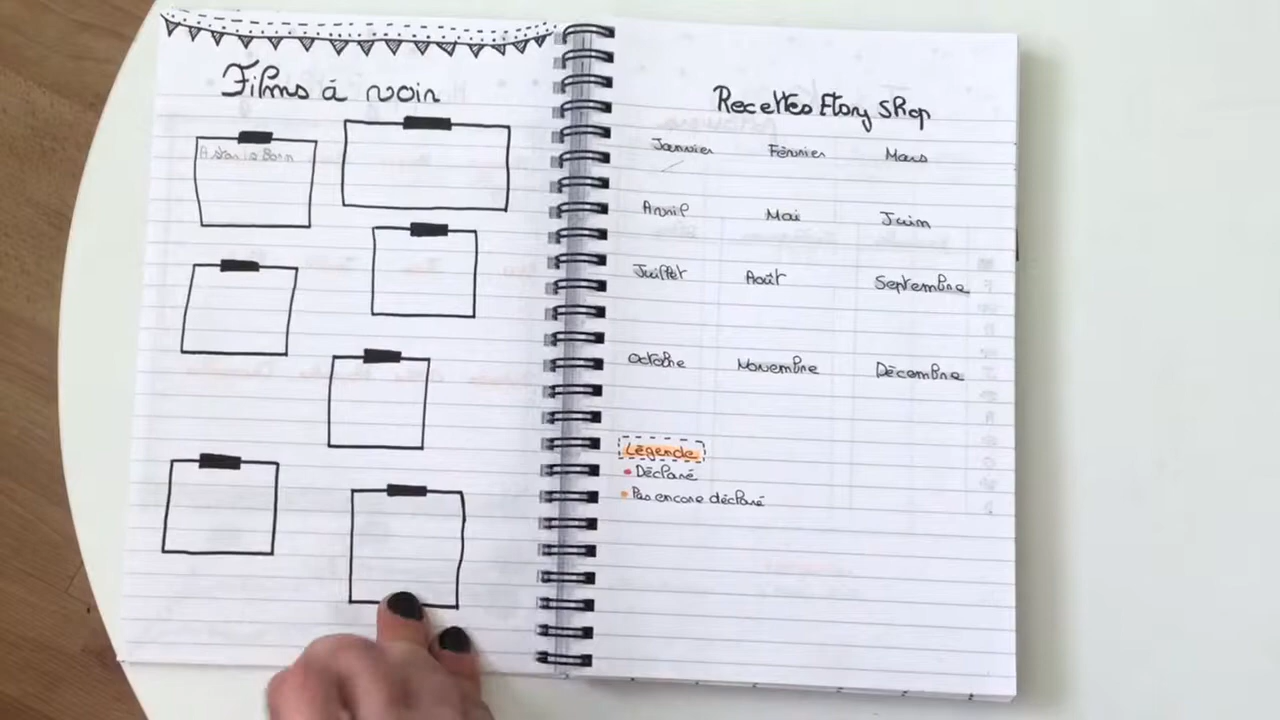 Films à voir
A Star is Born
Recettes Etory Shop
Janvier Février Mars
Avril Mai Juin
Juillet Août Septembre
Octobre Novembre Décembre
Légende
Déclaré
Pas encore déclaré